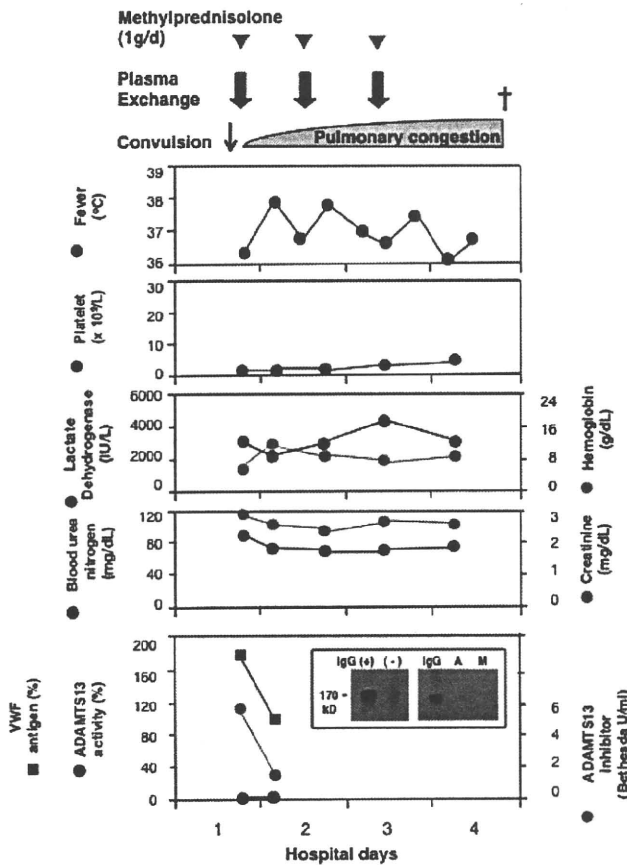 Methylprednisolone
(1g/d)
Plasma
Exchange
†
Convulsion
Pulmonary congestion
39
38
37
36
Fever
(°C)
30
20
10
0
Platelet
(x 10⁹/L)
6000
4000
2000
0
Lactate
Dehydrogenase
(IU/L)
24
16
8
0
Hemoglobin
(g/dL)
120
80
40
0
Blood urea
nitrogen
(mg/dL)
3
2
1
0
Creatinine
(mg/dL)
200
160
120
80
40
0
VWF
antigen (%)
ADAMTS13
activity (%)
IgG (+) (-) IgG A M
170 -
kD
6
4
2
0
ADAMTS13
Inhibitor
(Bethesda U/ml)
1 2 3 4
Hospital days